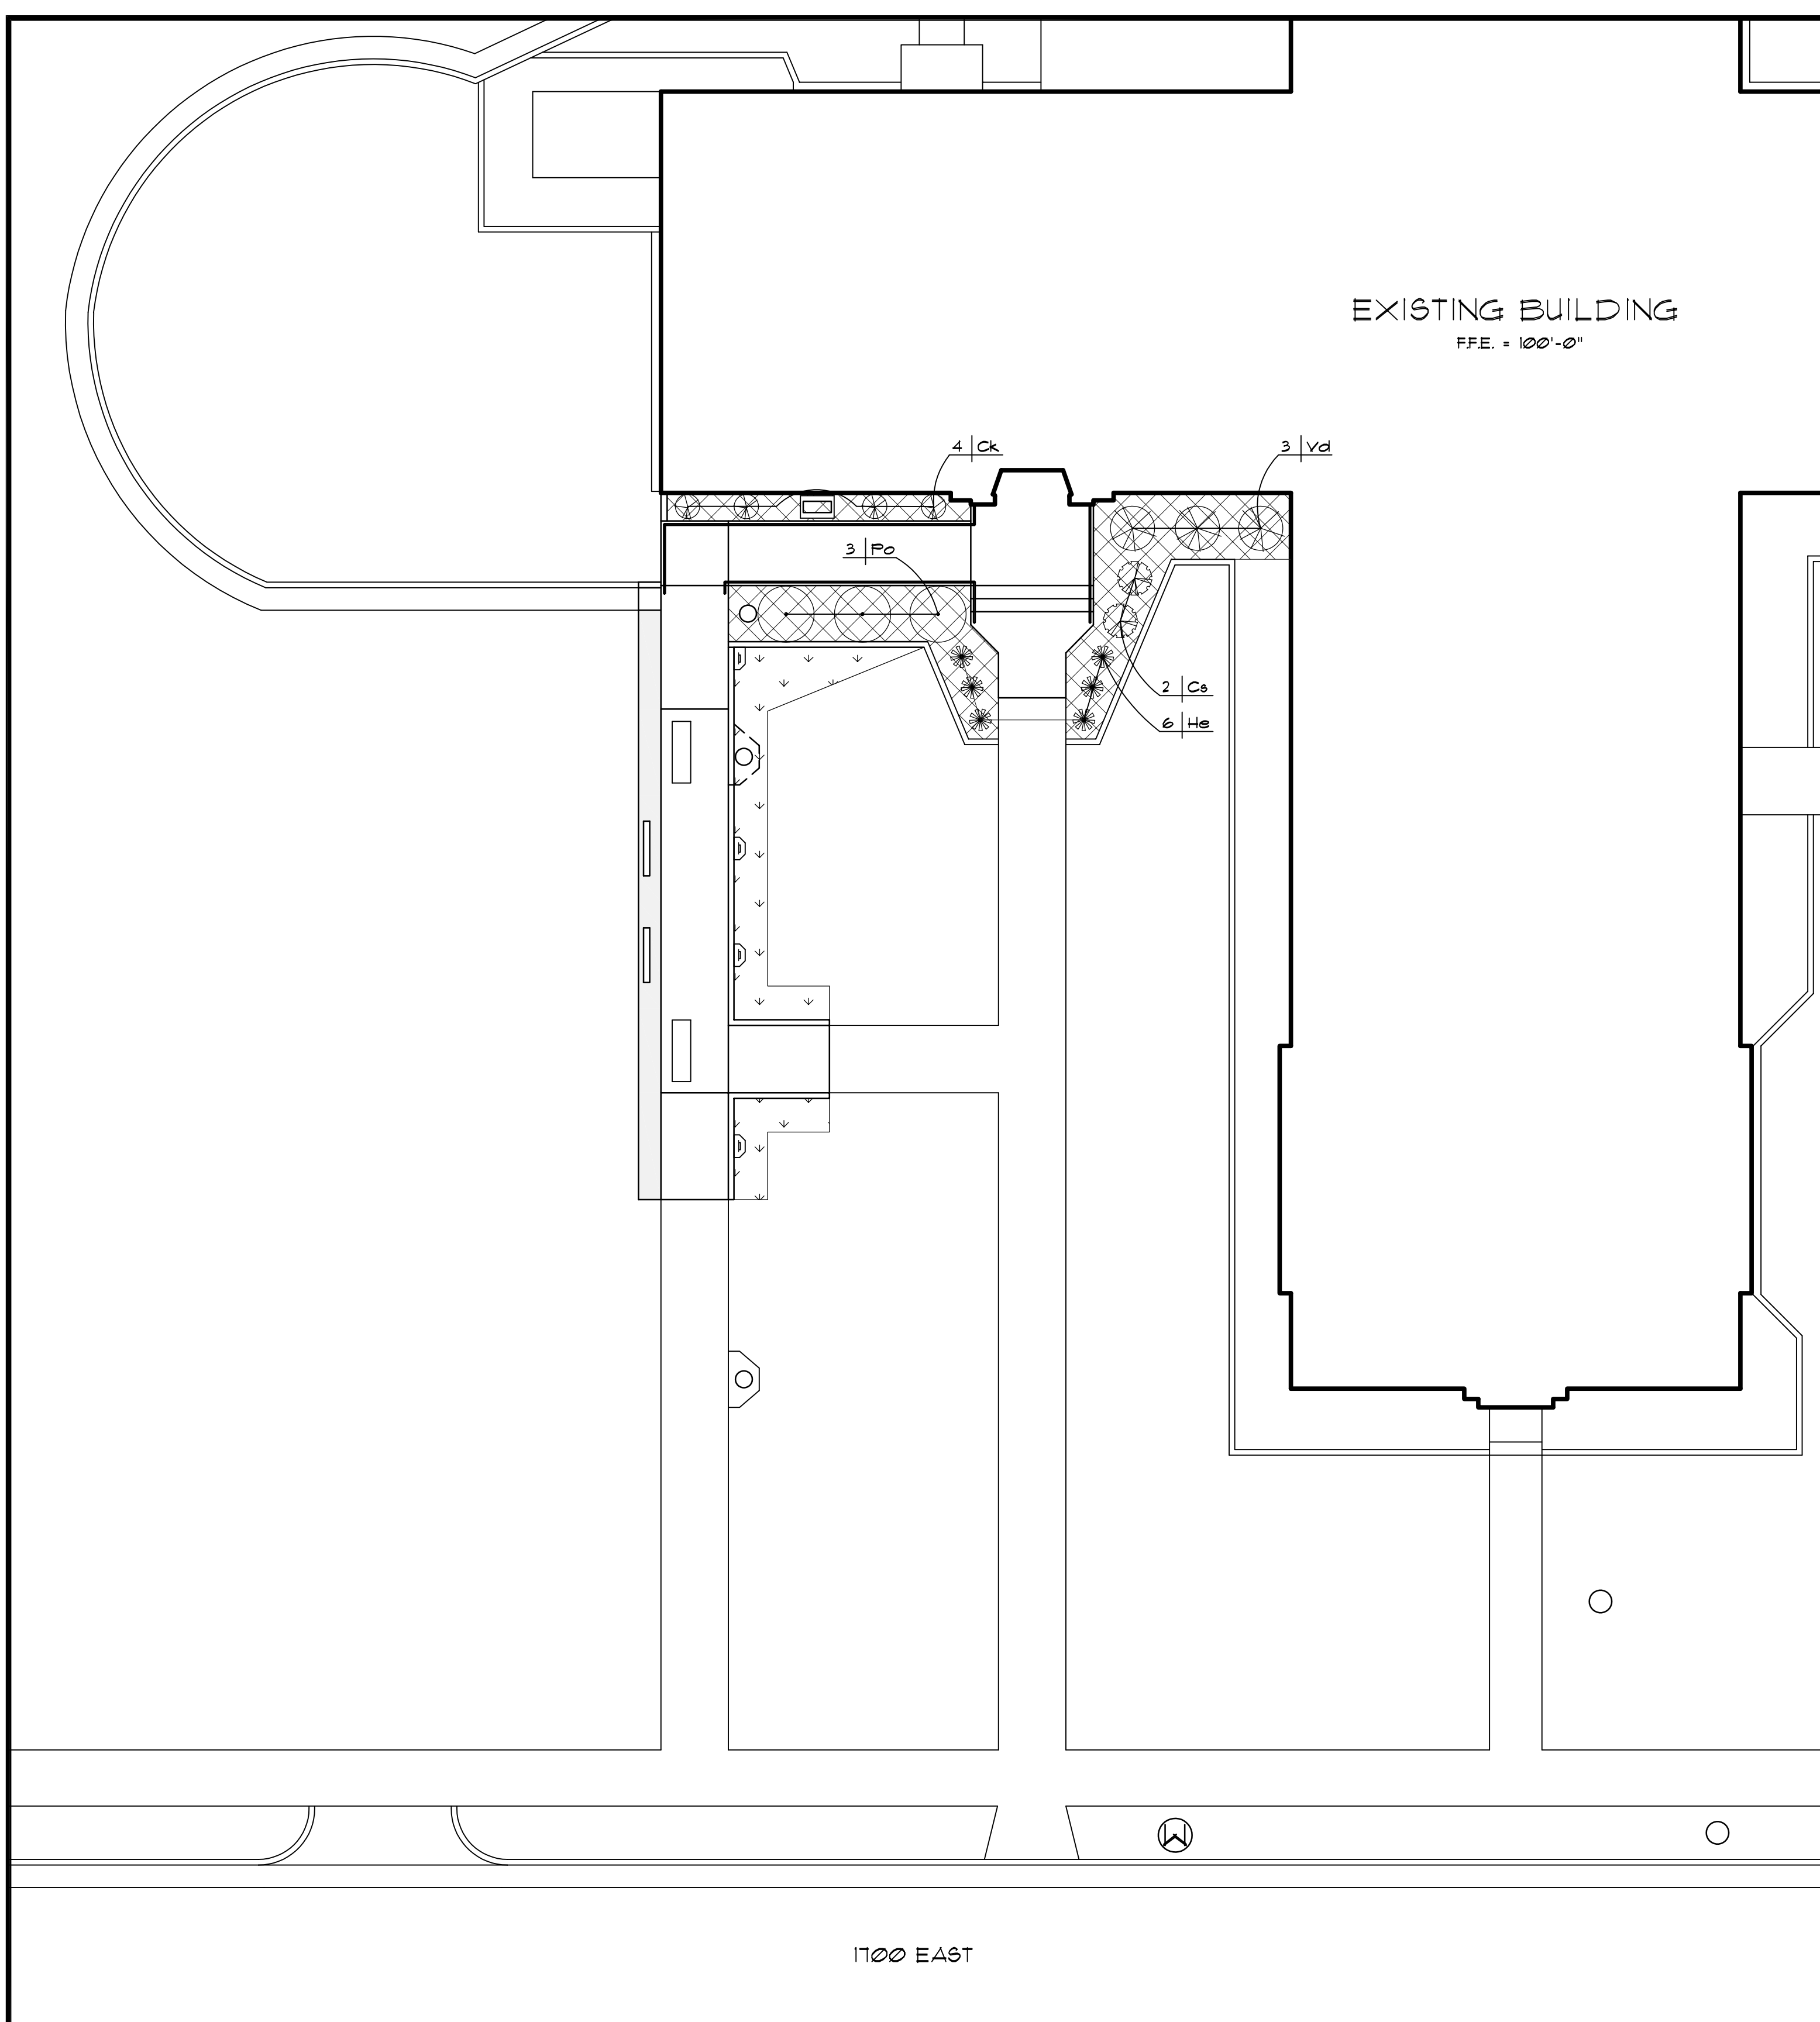 EXISTING BUILDING
F.F.E. = 100'-0"
4 | Ck
3 | Vd
3 | Po
2 | Cs
6 | He
W
1700 EAST